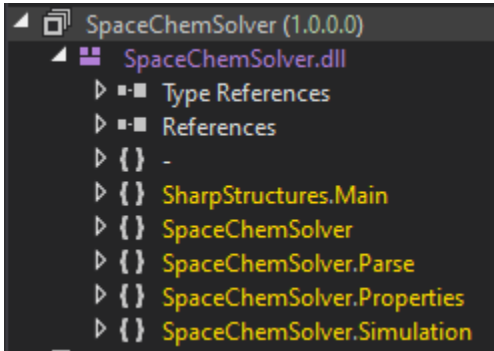 SpaceChemSolver (1.0.0.0)
SpaceChemSolver.dll
Type References
References
{ } -
{ } SharpStructures.Main
{ } SpaceChemSolver
{ } SpaceChemSolver.Parse
{ } SpaceChemSolver.Properties
{ } SpaceChemSolver.Simulation